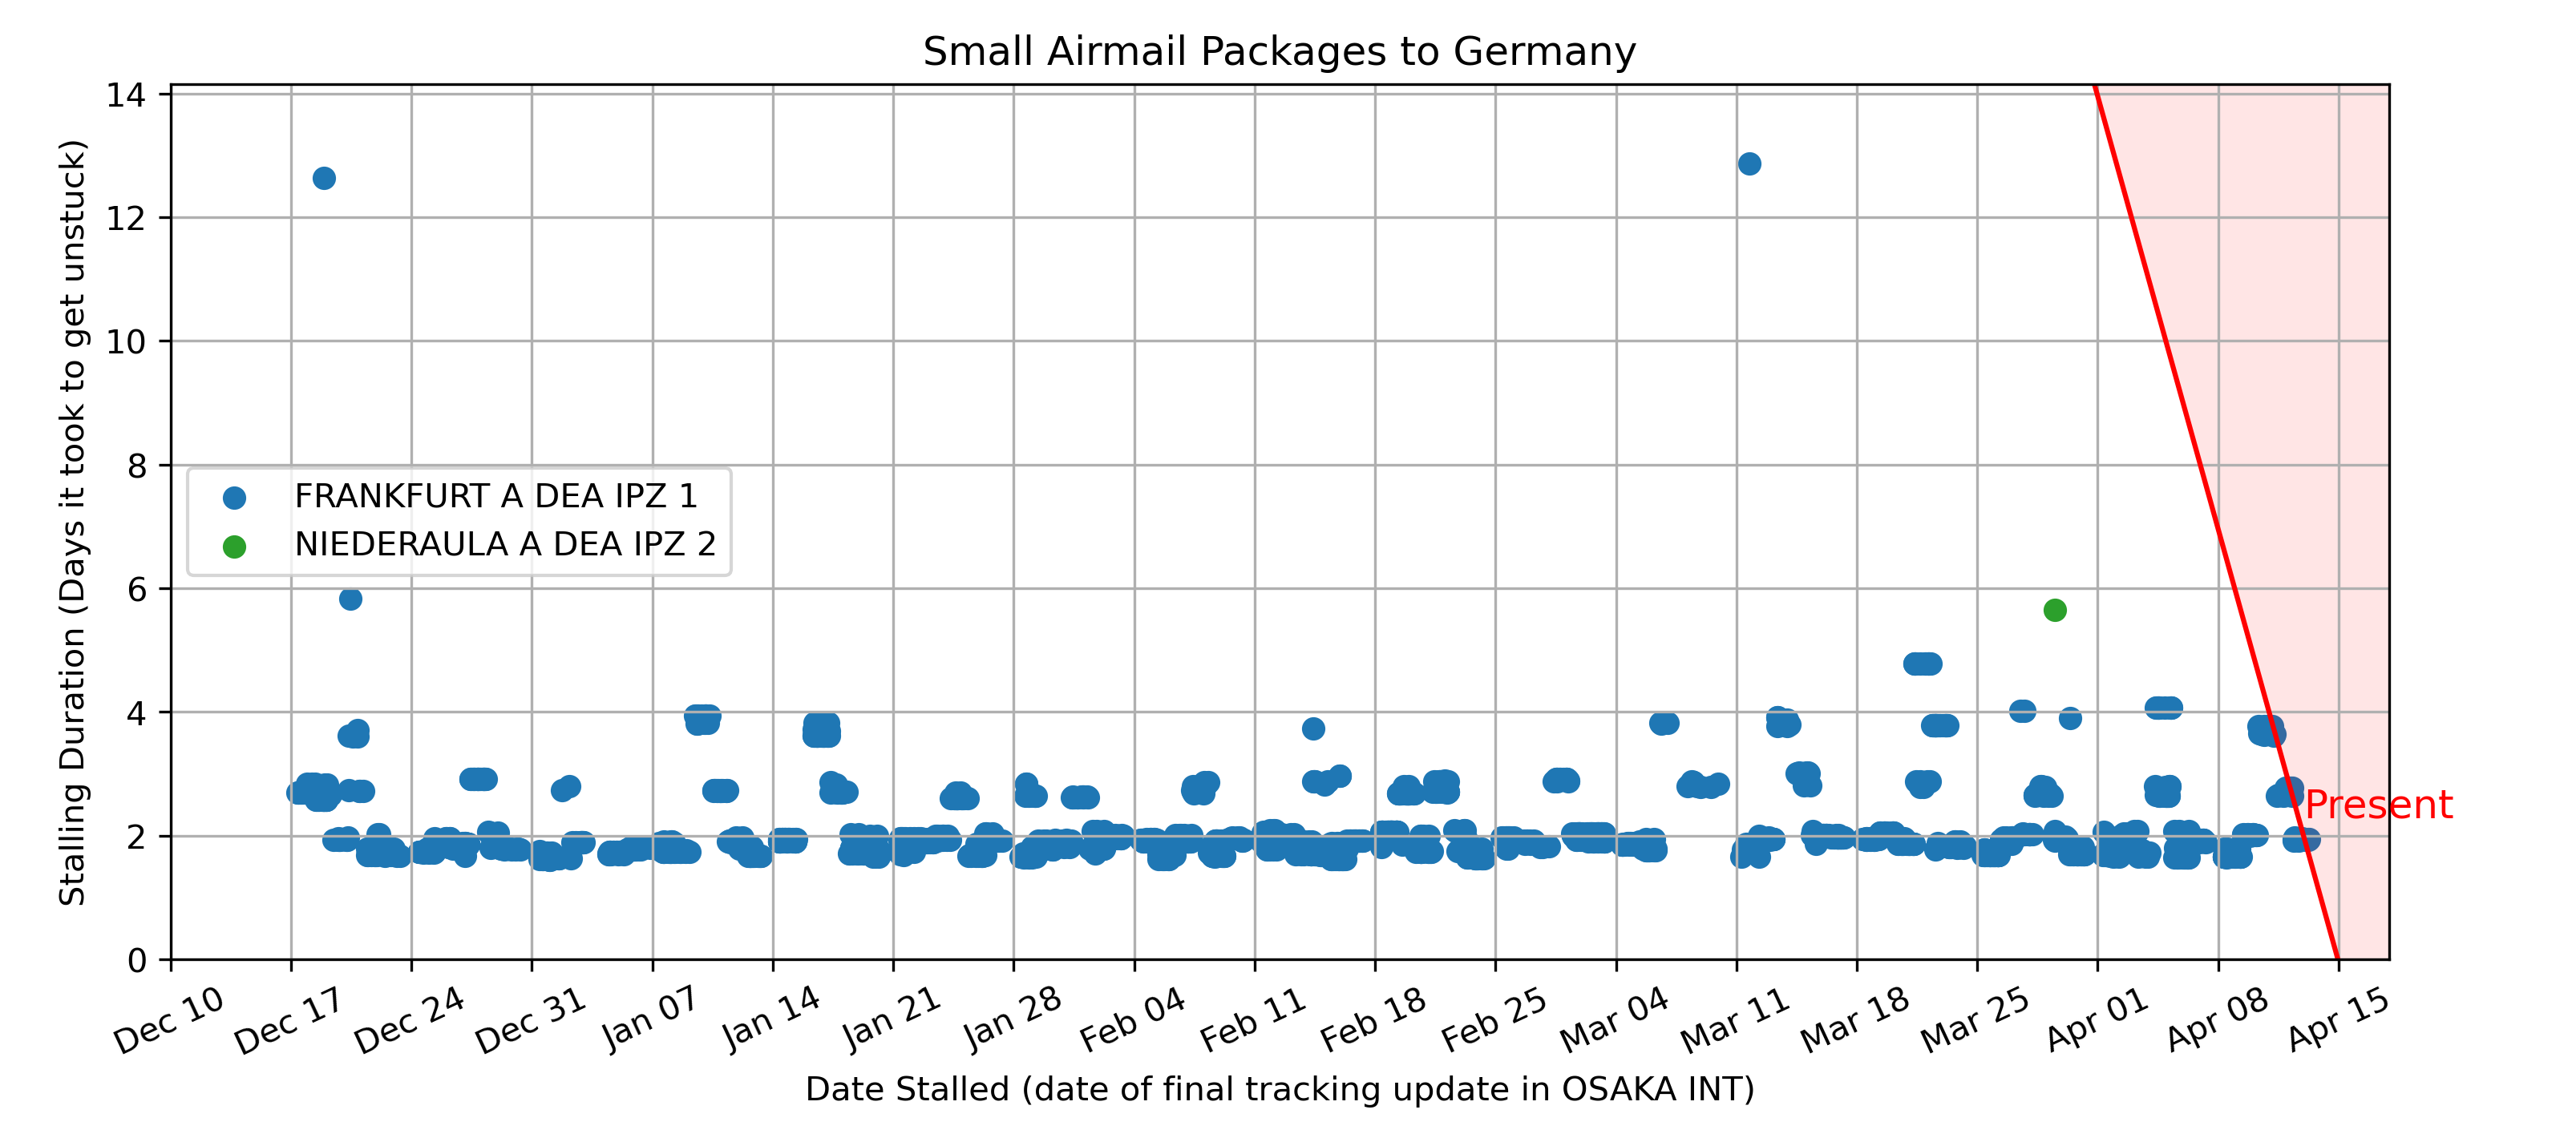 Small Airmail Packages to Germany
Stalling Duration (Days it took to get unstuck)
14
12
10
8
6
4
2
0
FRANKFURT A DEA IPZ 1
NIEDERAULA A DEA IPZ 2
Present
Dec 10
Dec 17
Dec 24
Dec 31
Jan 07
Jan 14
Jan 21
Jan 28
Feb 04
Feb 11
Feb 18
Feb 25
Mar 04
Mar 11
Mar 18
Mar 25
Apr 01
Apr 08
Apr 15
Date Stalled (date of final tracking update in OSAKA INT)